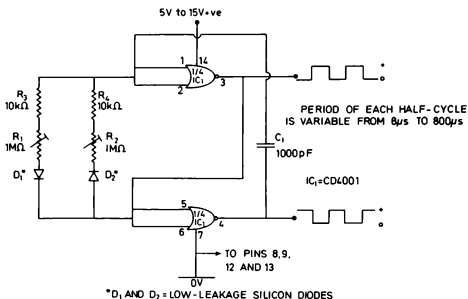 5V to 15V+ve
1
14
1/4
IC₁
2
3
R₃
10kΩ
R₄
10kΩ
R₁
1MΩ
R₂
1MΩ
D₁*
D₂*
C₁
1000pF
+
o
PERIOD OF EACH HALF-CYCLE
IS VARIABLE FROM 8μs TO 800μs
IC₁=CD4001
5
1/4
IC₁
6
7
4
+
o
TO PINS 8,9,
12 AND 13
0V
*D₁ AND D₂ = LOW-LEAKAGE SILICON DIODES